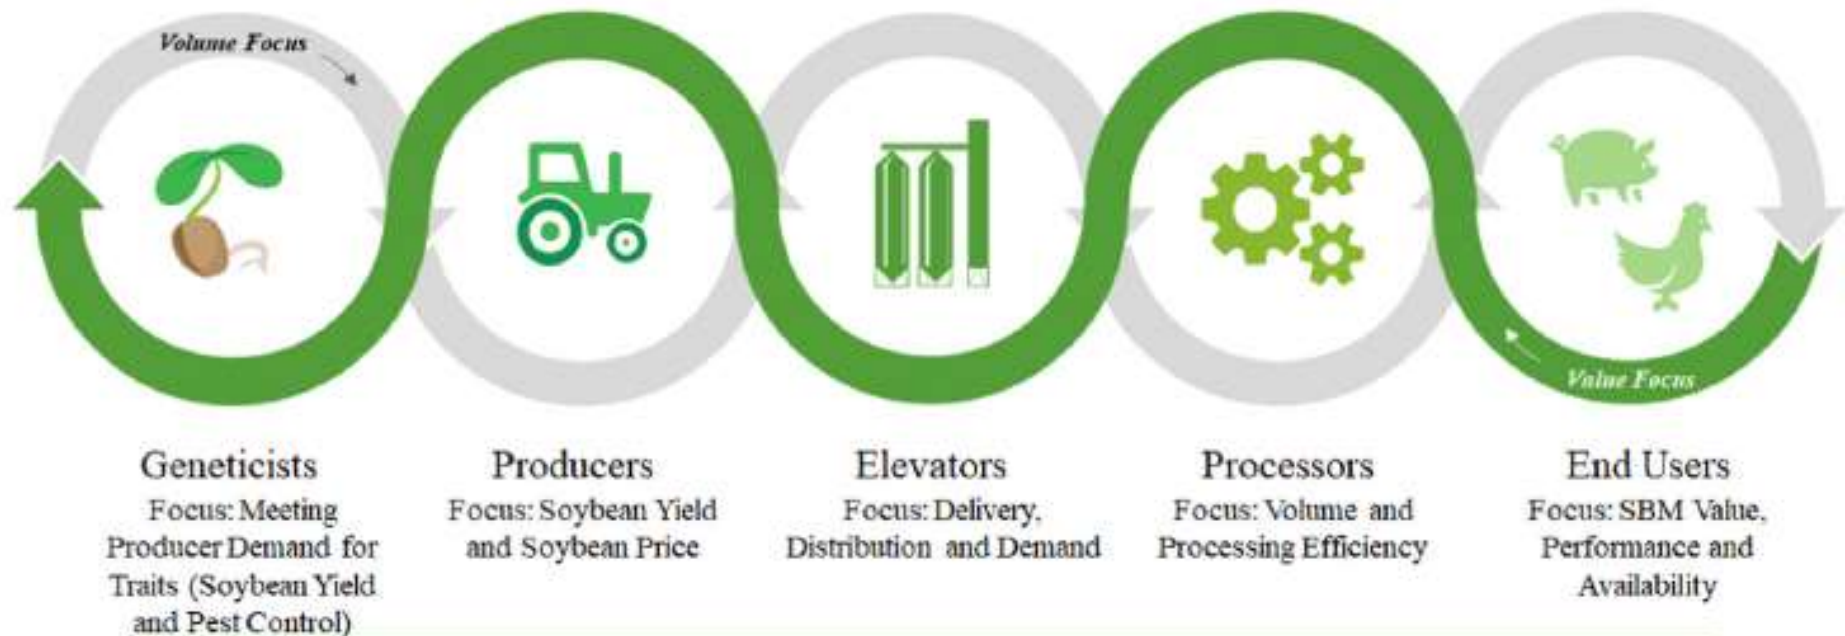 Volume Focus
Value Focus
Geneticists
Focus: Meeting
Producer Demand for
Traits (Soybean Yield
and Pest Control)
Producers
Focus: Soybean Yield
and Soybean Price
Elevators
Focus: Delivery,
Distribution and Demand
Processors
Focus: Volume and
Processing Efficiency
End Users
Focus: SBM Value,
Performance and
Availability